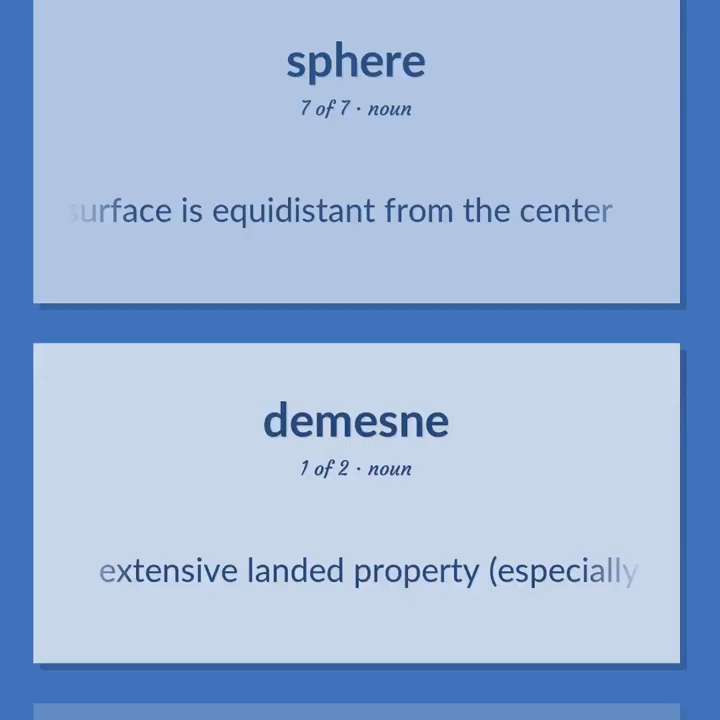 sphere
7 of 7 · noun
surface is equidistant from the center
demesne
1 of 2 · noun
extensive landed property (especially